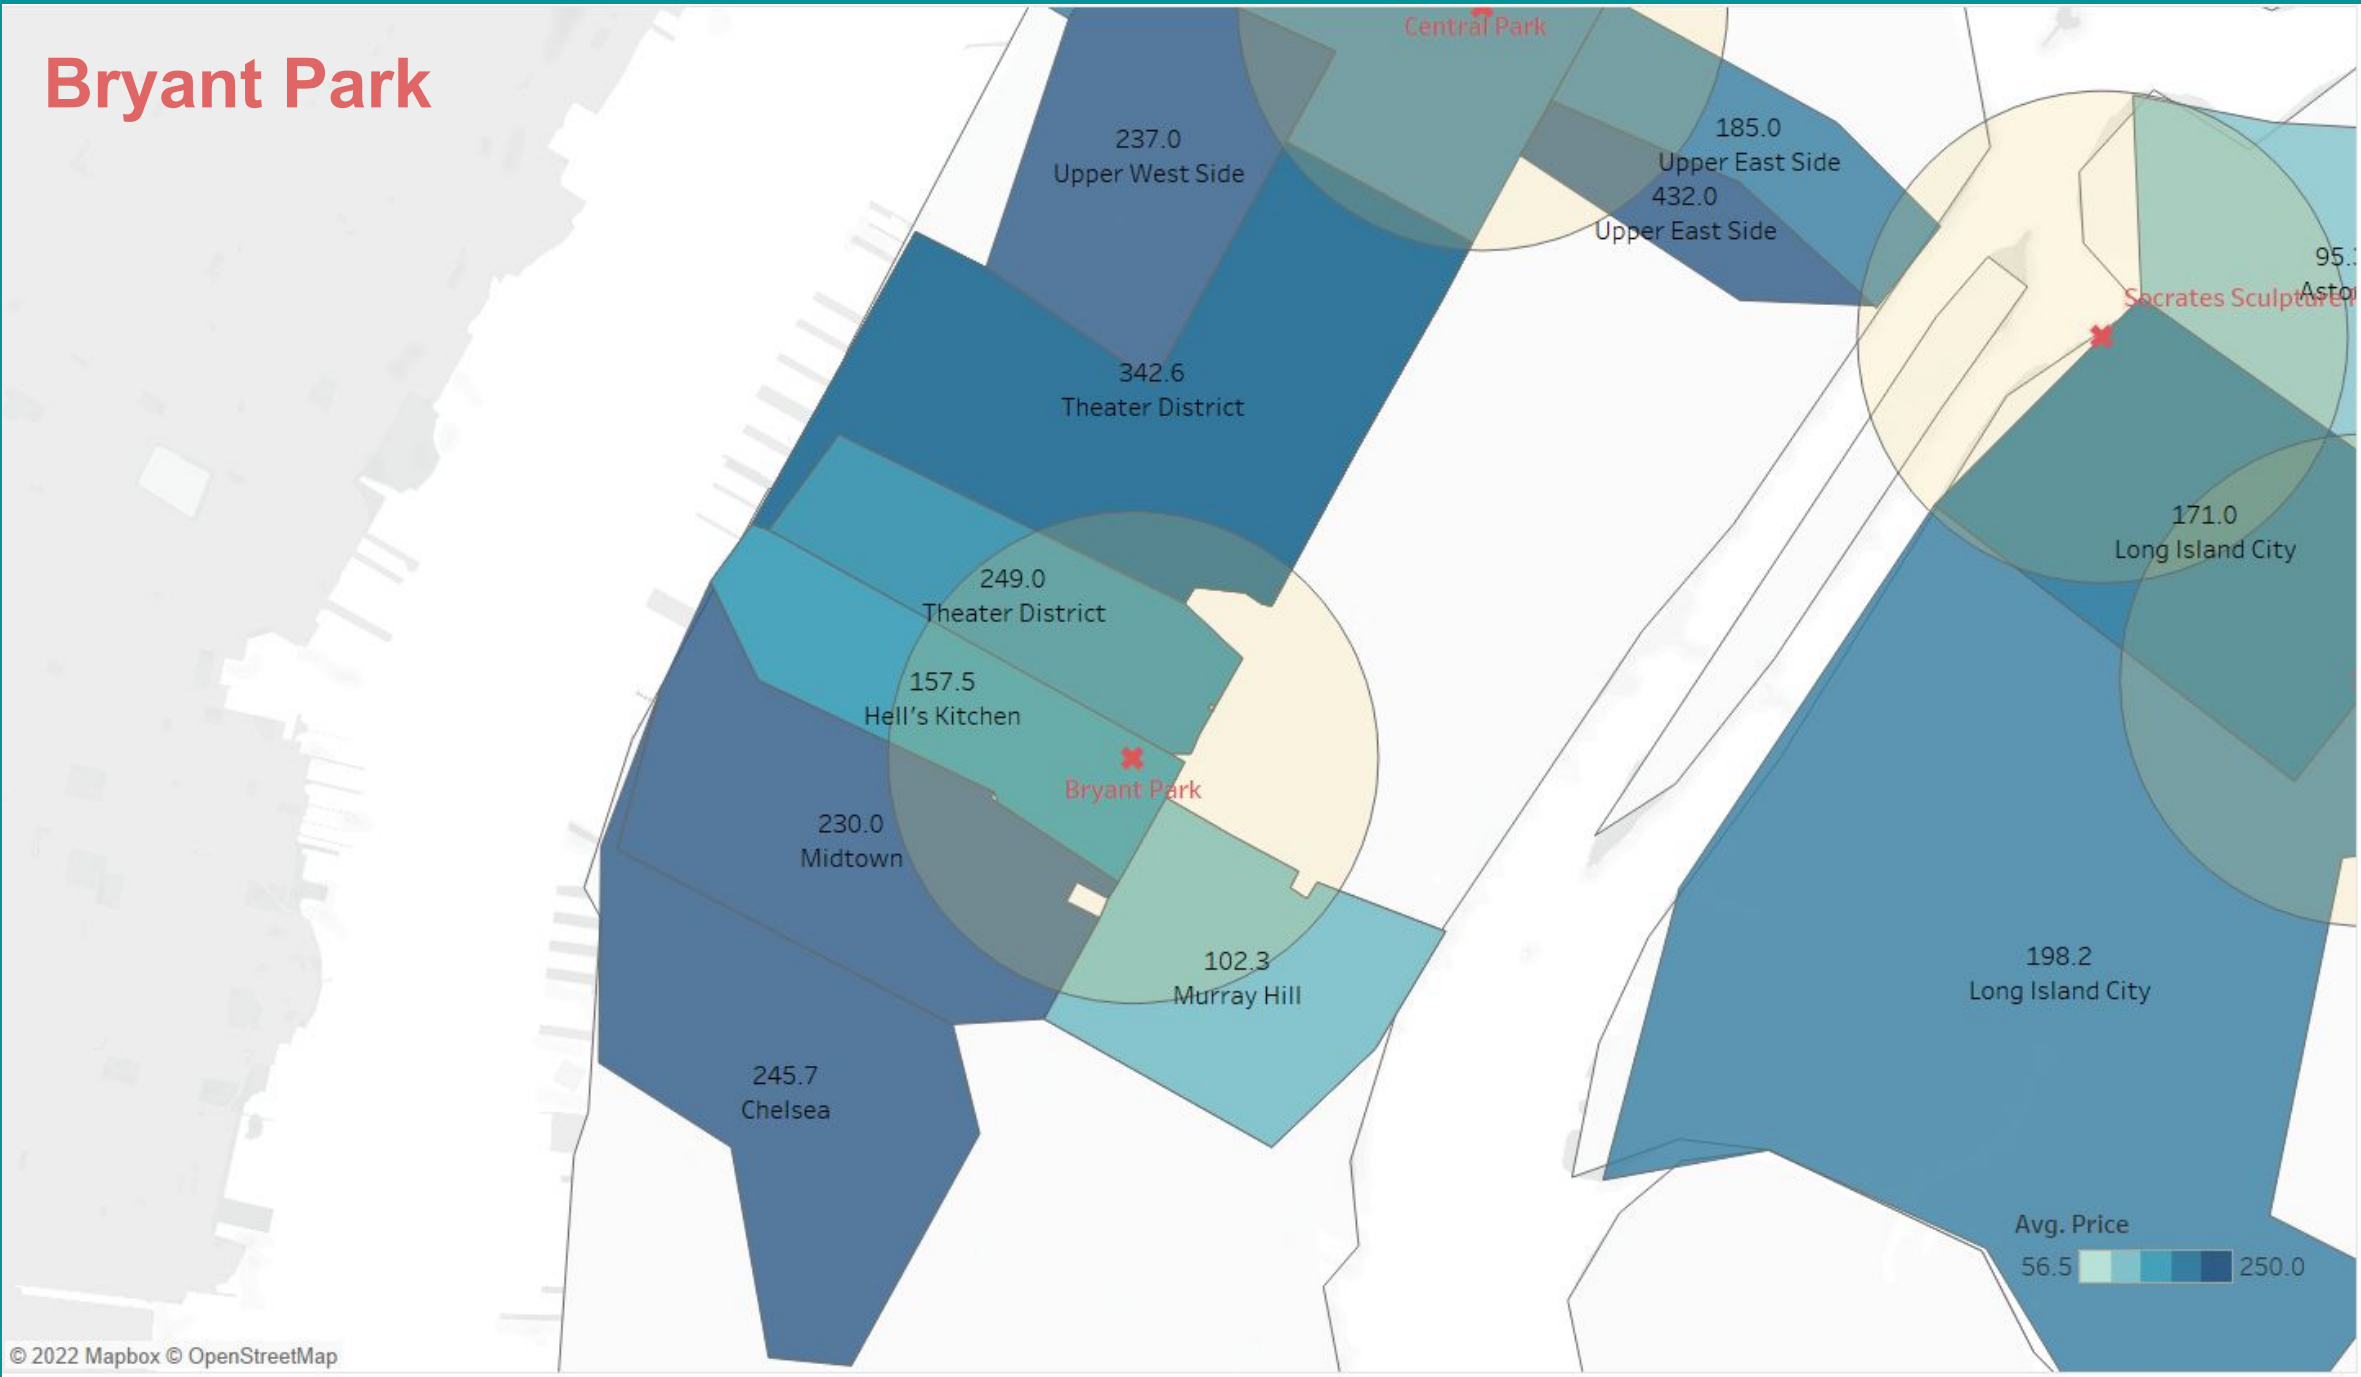 Bryant Park
Central Park
237.0
Upper West Side
185.0
Upper East Side
432.0
Upper East Side
95.
Socrates Sculpture
342.6
Theater District
171.0
Long Island City
249.0
Theater District
157.5
Hell's Kitchen
Bryant Park
230.0
Midtown
102.3
Murray Hill
198.2
Long Island City
245.7
Chelsea
Avg. Price
56.5
250.0
© 2022 Mapbox © OpenStreetMap